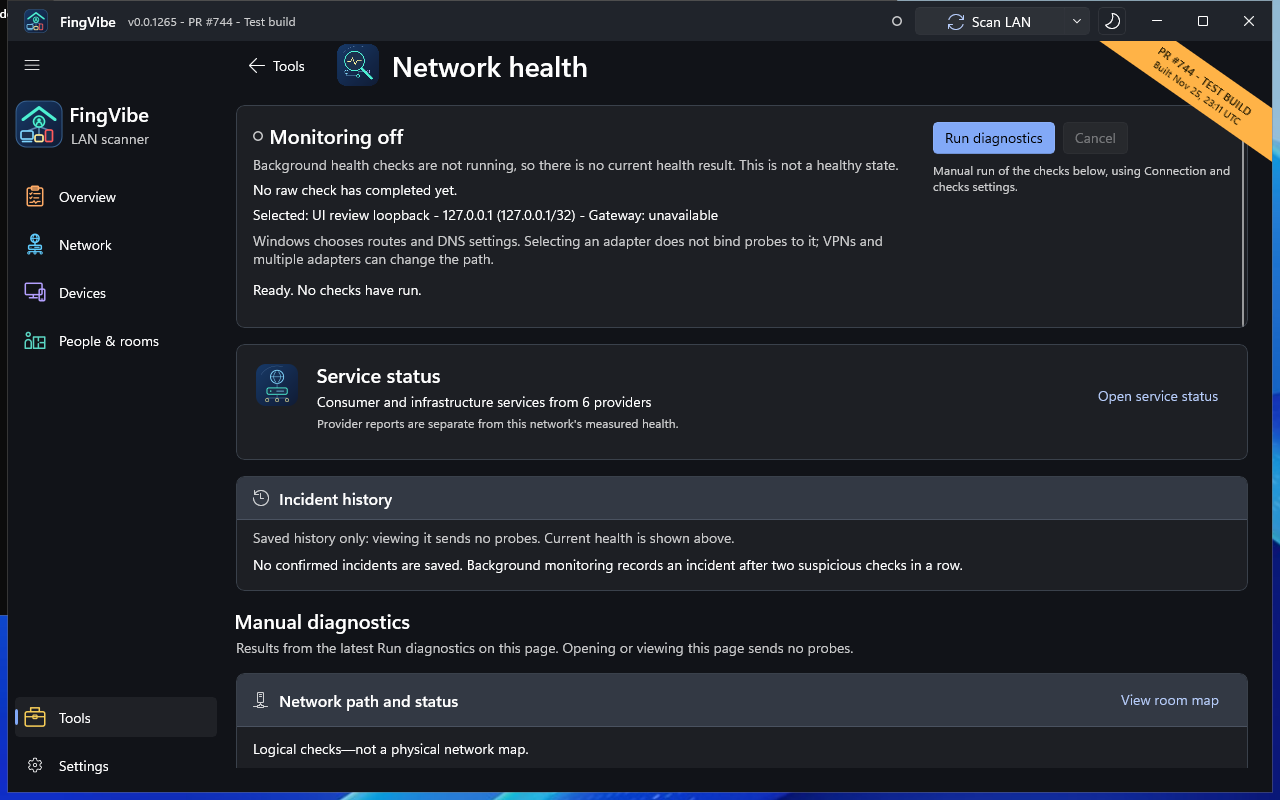 FingVibe v0.0.1265 - PR #744 - Test build
Scan LAN
PR #744 - TEST BUILD
Built Nov 25, 23:11 UTC
Tools
Network health
FingVibe
LAN scanner
Overview
Network
Devices
People & rooms
Tools
Settings
Monitoring off
Background health checks are not running, so there is no current health result. This is not a healthy state.
No raw check has completed yet.
Selected: UI review loopback - 127.0.0.1 (127.0.0.1/32) - Gateway: unavailable
Windows chooses routes and DNS settings. Selecting an adapter does not bind probes to it; VPNs and
multiple adapters can change the path.
Ready. No checks have run.
Run diagnostics
Cancel
Manual run of the checks below, using Connection and
checks settings.
Service status
Consumer and infrastructure services from 6 providers
Provider reports are separate from this network's measured health.
Open service status
Incident history
Saved history only: viewing it sends no probes. Current health is shown above.
No confirmed incidents are saved. Background monitoring records an incident after two suspicious checks in a row.
Manual diagnostics
Results from the latest Run diagnostics on this page. Opening or viewing this page sends no probes.
Network path and status
View room map
Logical checks—not a physical network map.